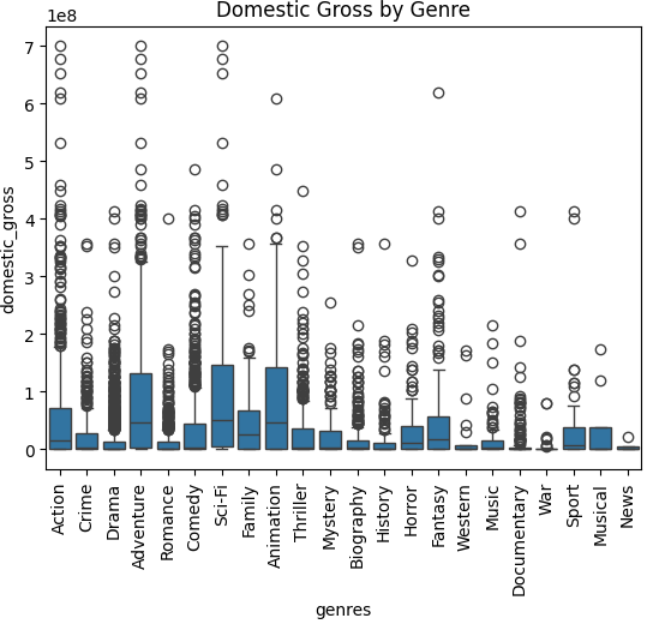 Domestic Gross by Genre
1e8
7
6
5
4
3
2
1
0
domestic_gross
Action
Crime
Drama
Adventure
Romance
Comedy
Sci-Fi
Family
Animation
Thriller
Mystery
Biography
History
Horror
Fantasy
Western
Music
Documentary
War
Sport
Musical
News
genres